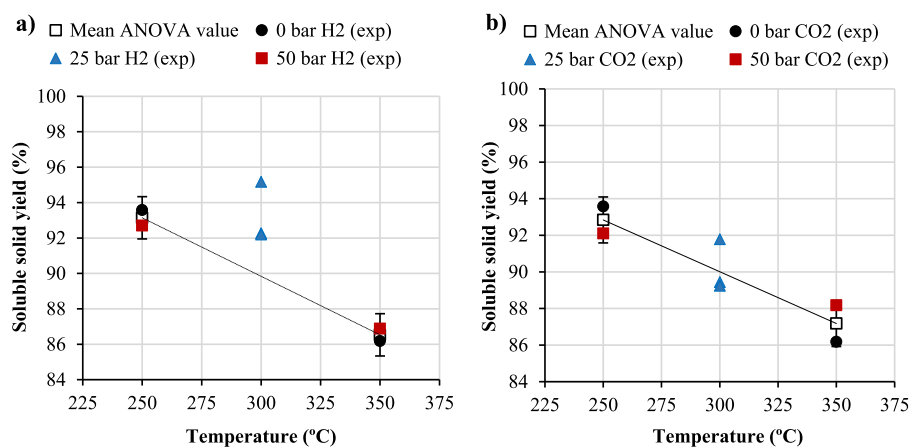 a)
Mean ANOVA value 0 bar H2 (exp)
25 bar H2 (exp) 50 bar H2 (exp)
Soluble solid yield (%)
100
98
96
94
92
90
88
86
84
225 250 275 300 325 350 375
Temperature (ºC)
b)
Mean ANOVA value 0 bar CO2 (exp)
25 bar CO2 (exp) 50 bar CO2 (exp)
Soluble solid yield (%)
100
98
96
94
92
90
88
86
84
225 250 275 300 325 350 375
Temperature (ºC)